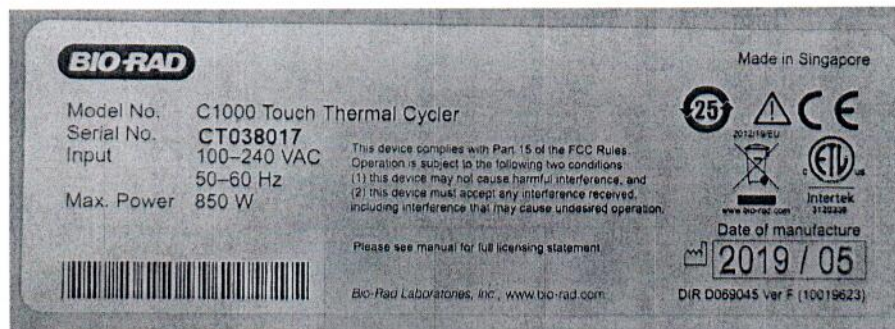 BIO-RAD
Made in Singapore
Model No. C1000 Touch Thermal Cycler
Serial No. CT038017
Input 100–240 VAC
50–60 Hz
Max. Power 850 W
This device complies with Part 15 of the FCC Rules.
Operation is subject to the following two conditions:
(1) this device may not cause harmful interference, and
(2) this device must accept any interference received,
including interference that may cause undesired operation.
Please see manual for full licensing statement.
Bio-Rad Laboratories, Inc., www.bio-rad.com
25
CE
2012/19/EU
www.bio-rad.com
c ETL us
Intertek
Date of manufacture
2019 / 05
DIR D069045 Ver F (10019623)